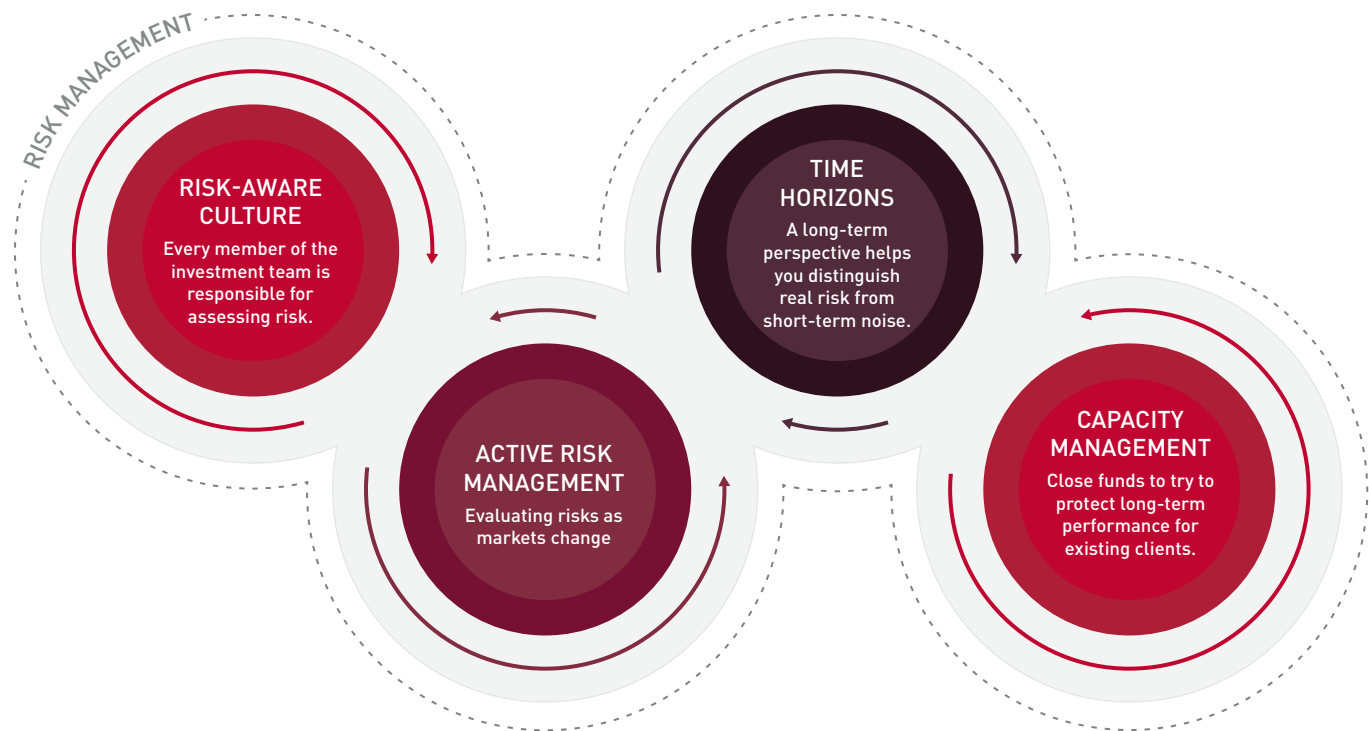 RISK MANAGEMENT
RISK-AWARE
CULTURE
Every member of the
investment team is
responsible for
assessing risk.
ACTIVE RISK
MANAGEMENT
Evaluating risks as
markets change
TIME
HORIZONS
A long-term
perspective helps
you distinguish
real risk from
short-term noise.
CAPACITY
MANAGEMENT
Close funds to try to
protect long-term
performance for
existing clients.